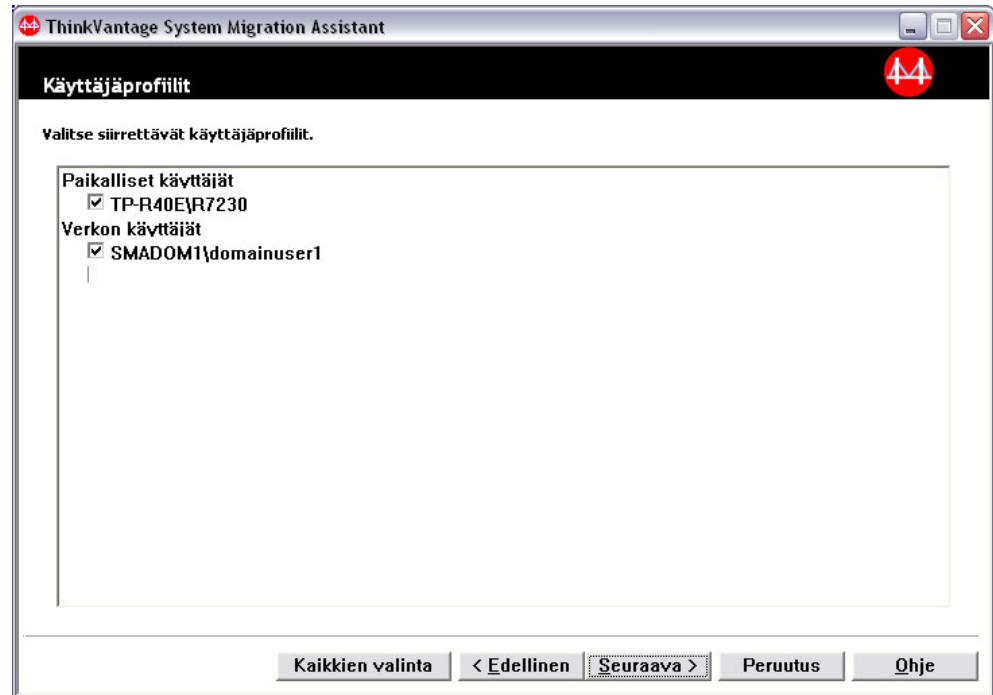 ThinkVantage System Migration Assistant
Käyttäjäprofiilit
Valitse siirrettävät käyttäjäprofiilit.
Paikalliset käyttäjät
TP-R40E\R7230
Verkon käyttäjät
SMADOM1\domainuser1
Kaikkien valinta < Edellinen Seuraava > Peruutus Ohje